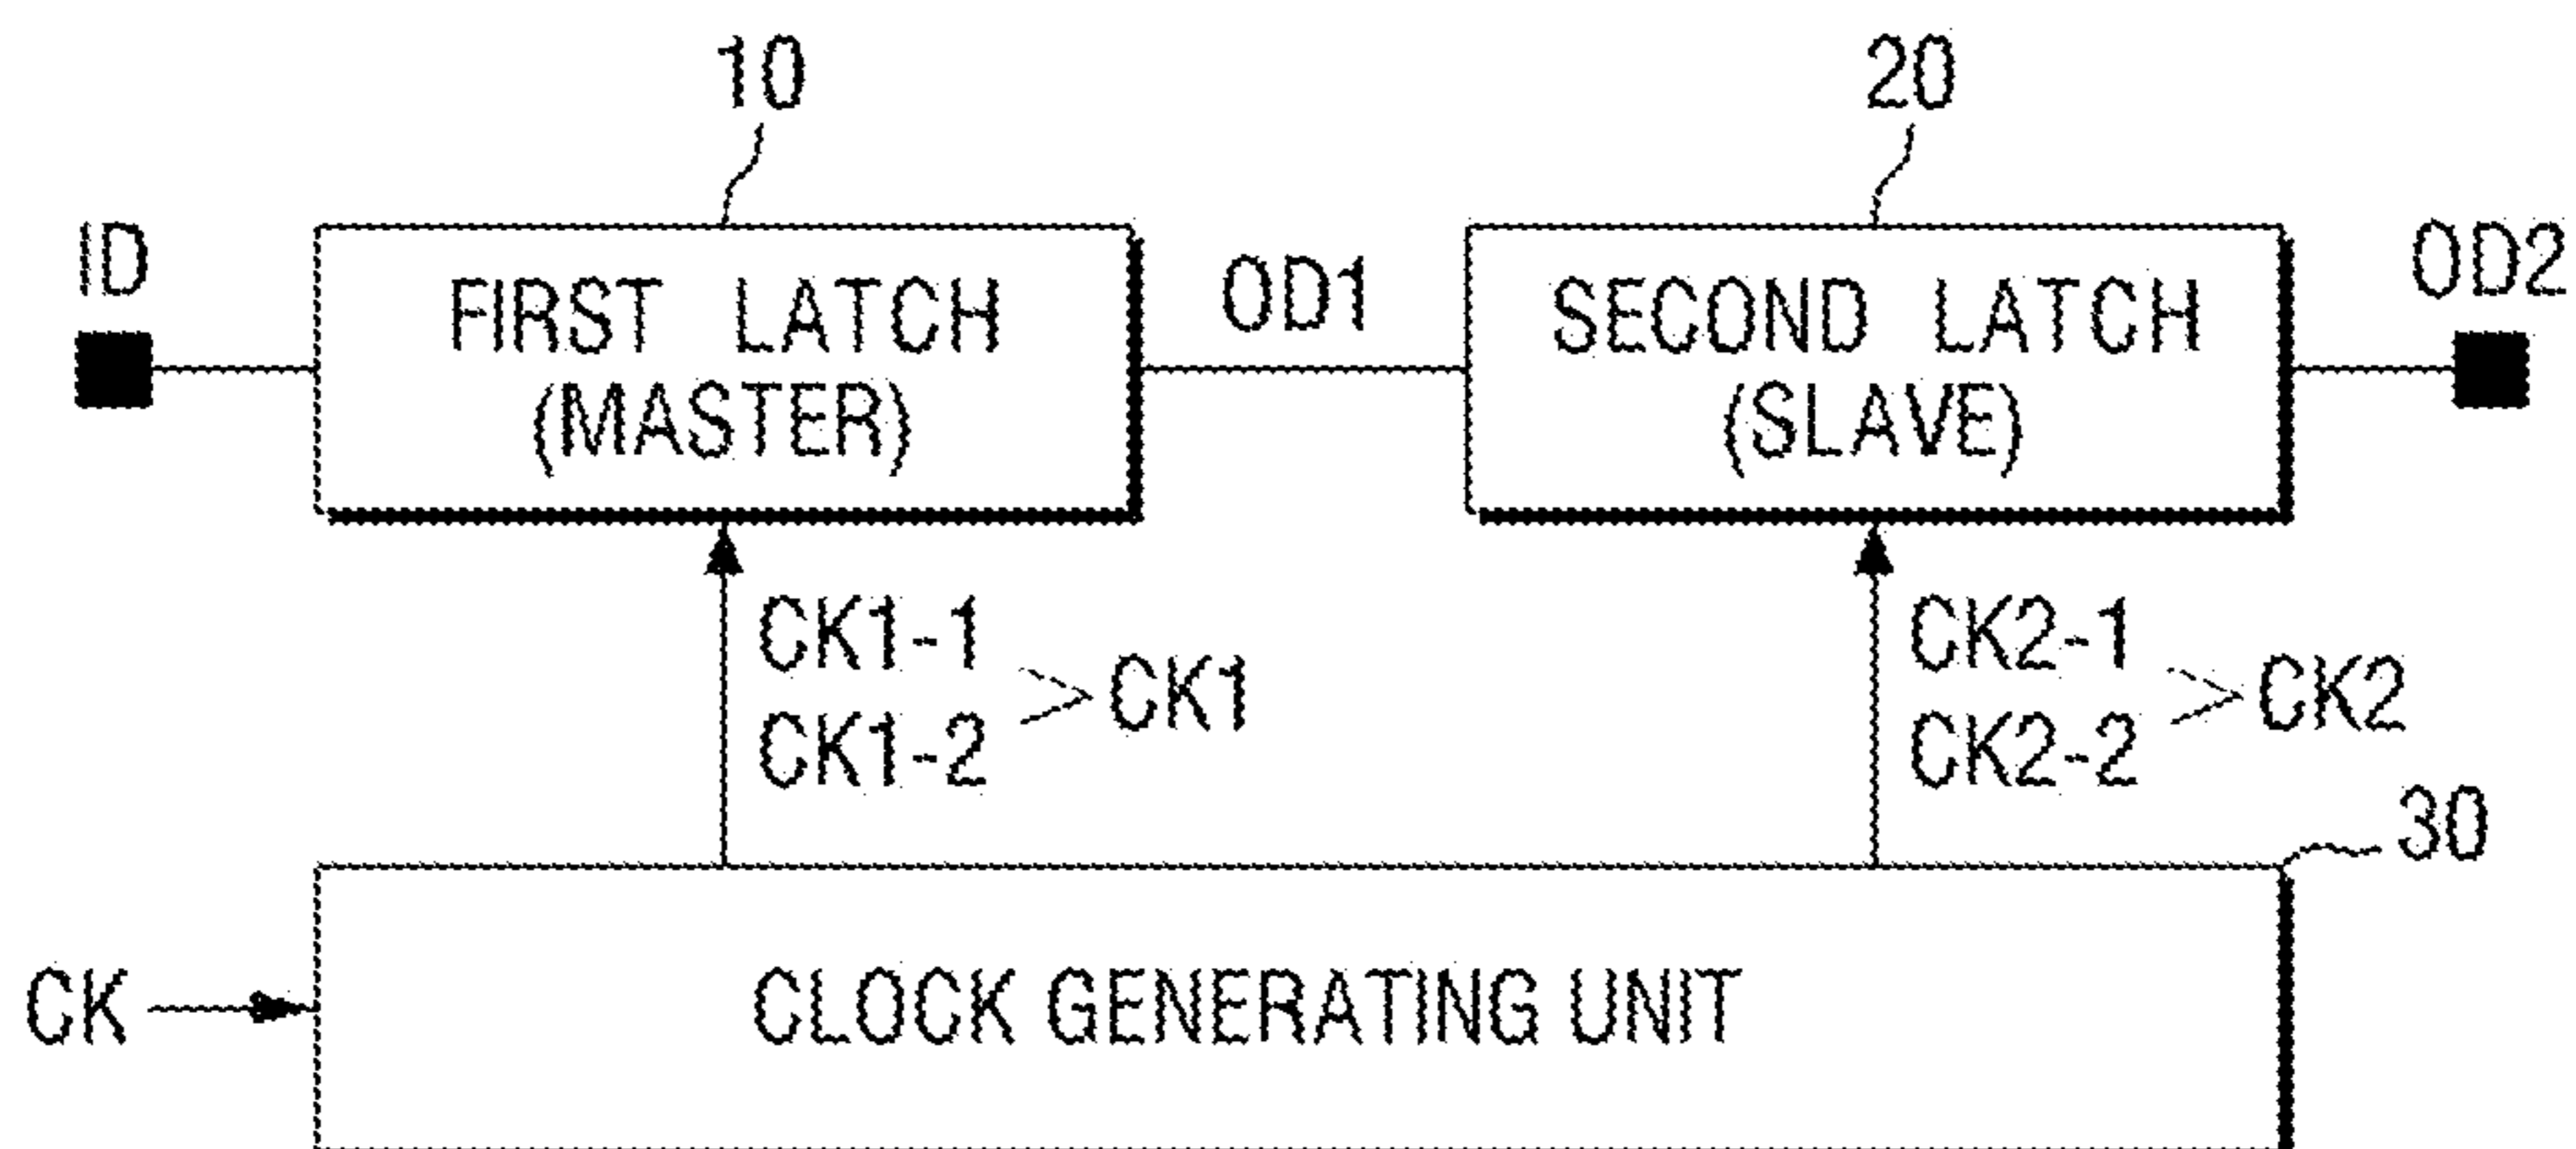 10
20
ID
FIRST LATCH
(MASTER)
OD1
SECOND LATCH
(SLAVE)
OD2
CK1-1
CK1-2
CK1
CK2-1
CK2-2
CK2
30
CK
CLOCK GENERATING UNIT